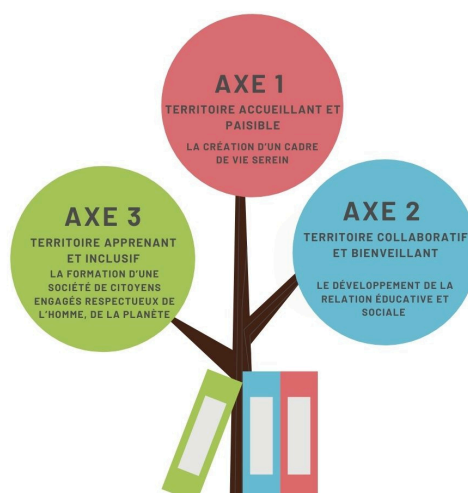 AXE 1
TERRITOIRE ACCUEILLANT ET
PAISIBLE
LA CRÉATION D'UN CADRE
DE VIE SEREIN
AXE 2
TERRITOIRE COLLABORATIF
ET BIENVEILLANT
LE DÉVELOPPEMENT DE LA
RELATION ÉDUCATIVE ET
SOCIALE
AXE 3
TERRITOIRE APPRENANT
ET INCLUSIF
LA FORMATION D'UNE
SOCIÉTÉ DE CITOYENS
ENGAGÉS RESPECTUEUX DE
L'HOMME, DE LA PLANÈTE